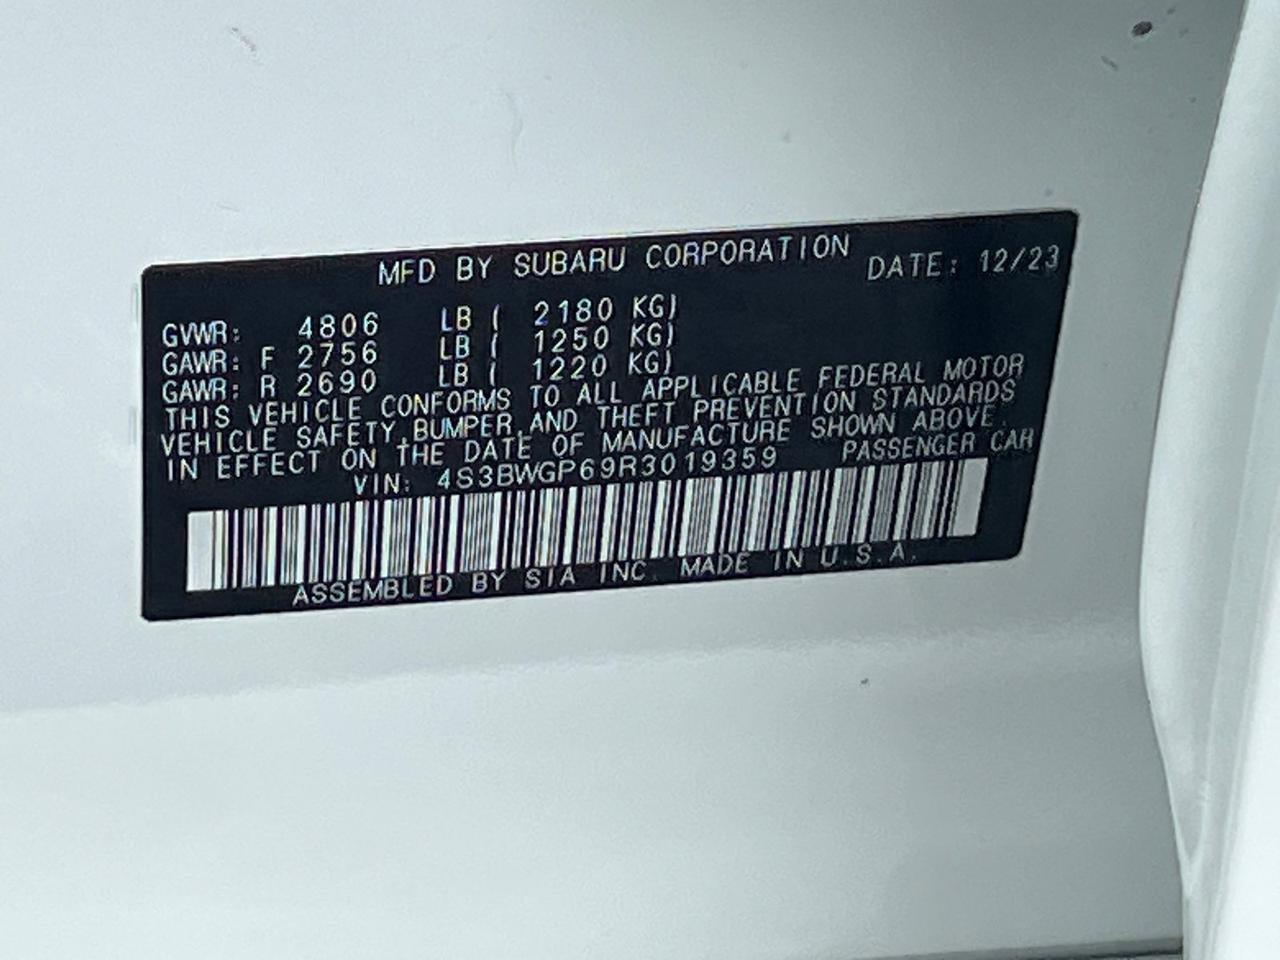 MFD BY SUBARU CORPORATION DATE: 12/23
GVWR: 4806 LB ( 2180 KG)
GAWR: F 2756 LB ( 1250 KG)
GAWR: R 2690 LB ( 1220 KG)
THIS VEHICLE CONFORMS TO ALL APPLICABLE FEDERAL MOTOR
VEHICLE SAFETY, BUMPER, AND THEFT PREVENTION STANDARDS
IN EFFECT ON THE DATE OF MANUFACTURE SHOWN ABOVE.
VIN: 4S3BWGP69R3019359 PASSENGER CAR
ASSEMBLED BY SIA INC. MADE IN U.S.A.